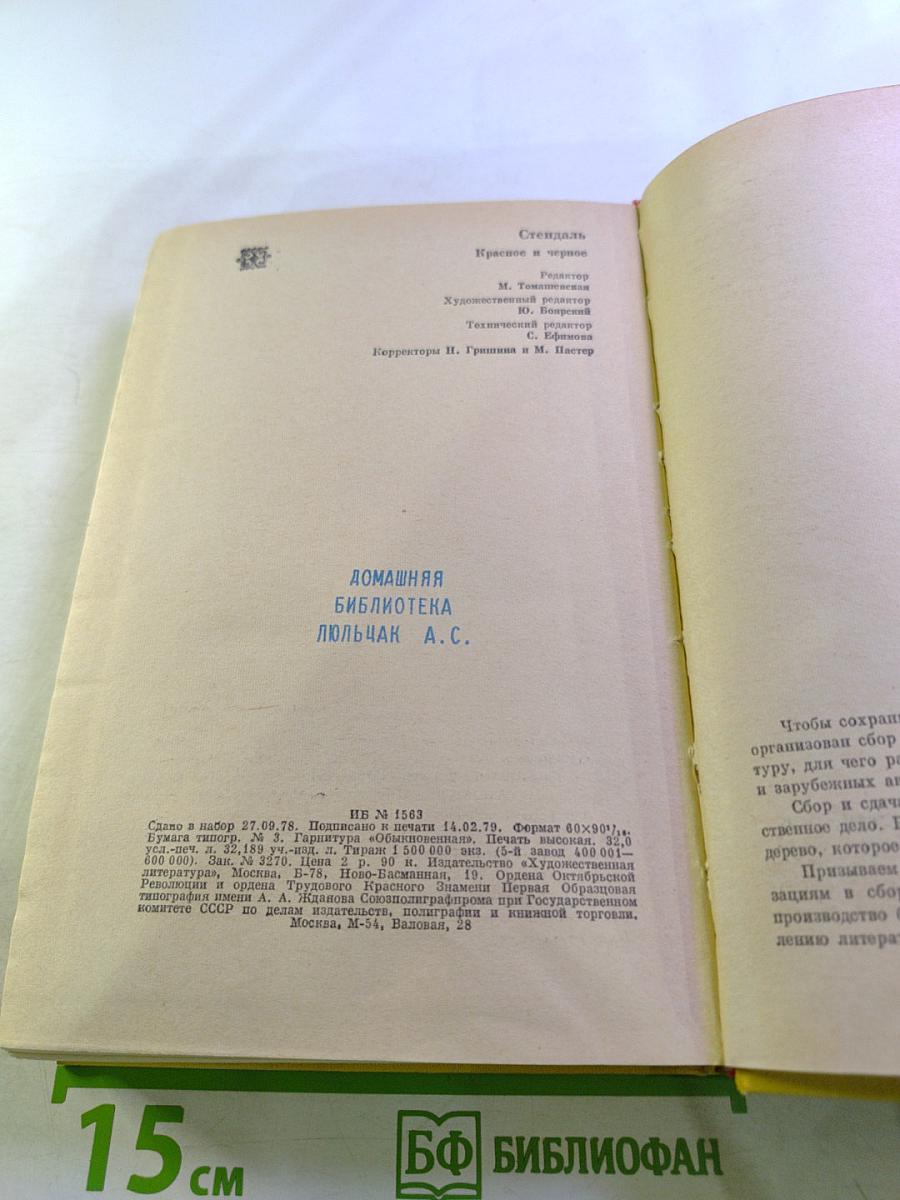 Стендаль
Красное и черное
Редактор
М. Томашевская
Художественный редактор
Ю. Боярский
Технический редактор
С. Ефимова
Корректоры Н. Гришина и М. Пастер
ДОМАШНЯЯ
БИБЛИОТЕКА
ЛЮЛЬЧАК А.С.
ИБ № 1563
Сдано в набор 27.09.78. Подписано к печати 14.02.79. Формат 60×90¹/₁₆.
Бумага типогр. № 3. Гарнитура «Обыкновенная». Печать высокая. 32,0
усл.-печ. л. 32,189 уч.-изд. л. Тираж 1 500 000 экз. (5-й завод 400 001—
600 000). Зак. № 3270. Цена 2 р. 90 к. Издательство «Художественная
литература», Москва, Б-78, Ново-Басманная, 19. Ордена Октябрьской
Революции и ордена Трудового Красного Знамени Первая Образцовая
типография имени А. А. Жданова Союзполиграфпрома при Государственном
комитете СССР по делам издательств, полиграфии и книжной торговли.
Москва, М-54, Валовая, 28
Чтобы сохран
организован сбор
туру, для чего ра
и зарубежных ав
Сбор и сдача
ственное дело.
дерево, которое
Призываем
зациям в сбор
производство
лению литерат
15 см
БФ БИБЛИОФАН